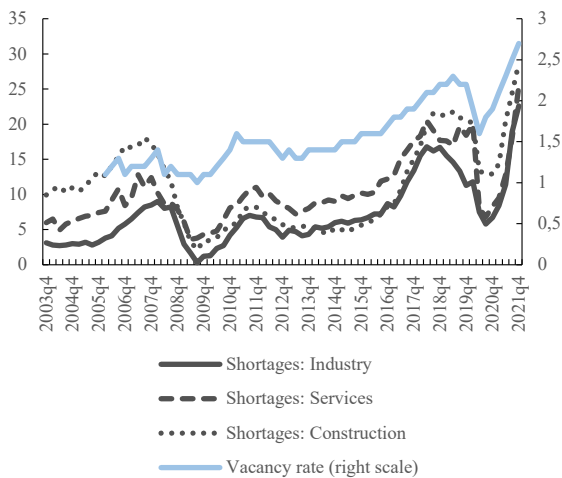 35
30
25
20
15
10
5
0
3
2,5
2
1,5
1
0,5
0
2003q4
2004q4
2005q4
2006q4
2007q4
2008q4
2009q4
2010q4
2011q4
2012q4
2013q4
2014q4
2015q4
2016q4
2017q4
2018q4
2019q4
2020q4
2021q4
Shortages: Industry
Shortages: Services
Shortages: Construction
Vacancy rate (right scale)